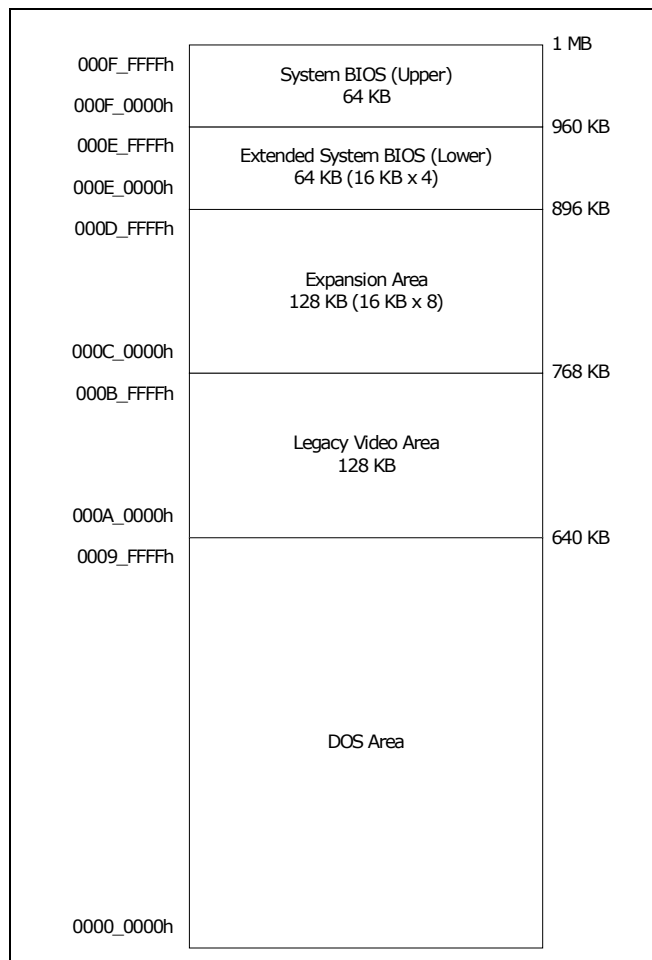 1 MB
000F_FFFFh
System BIOS (Upper)
64 KB
000F_0000h
960 KB
000E_FFFFh
Extended System BIOS (Lower)
64 KB (16 KB x 4)
000E_0000h
896 KB
000D_FFFFh
Expansion Area
128 KB (16 KB x 8)
000C_0000h
768 KB
000B_FFFFh
Legacy Video Area
128 KB
000A_0000h
640 KB
0009_FFFFh
DOS Area
0000_0000h